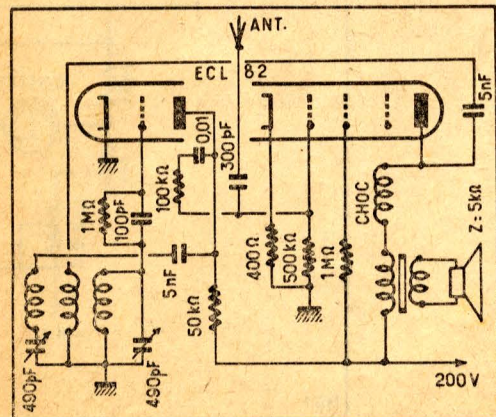 ANT.
ECL 82
5nF
0,01
300pF
100kΩ
1MΩ
100pF
CHOC
400Ω
500kΩ
1MΩ
5nF
50kΩ
Z = 5kΩ
490pF
490pF
200V